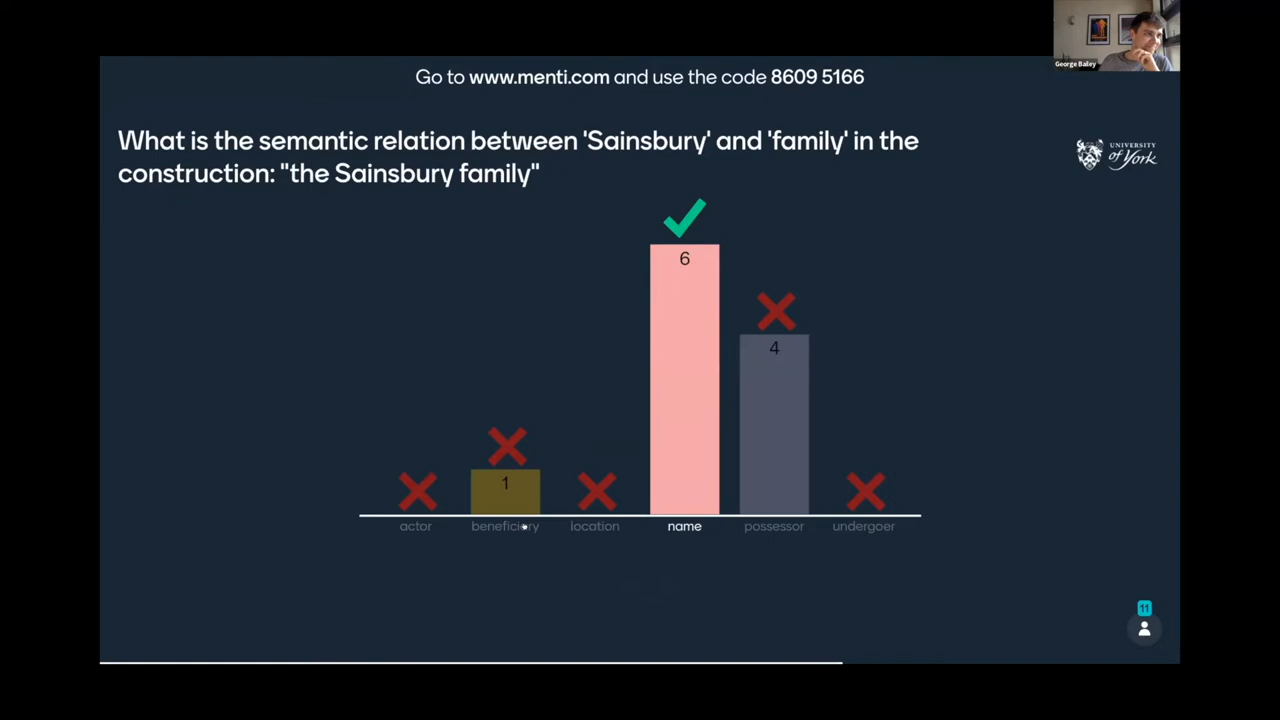 George Bailey
Go to www.menti.com and use the code 8609 5166
What is the semantic relation between 'Sainsbury' and 'family' in the
construction: "the Sainsbury family"
UNIVERSITY
of York
6
4
1
actor
beneficiary
location
name
possessor
undergoer
11